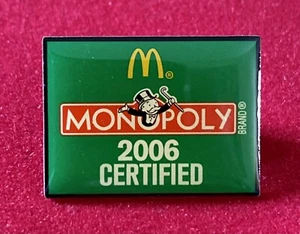 M®
MONOPOLY
BRAND®
2006
CERTIFIED